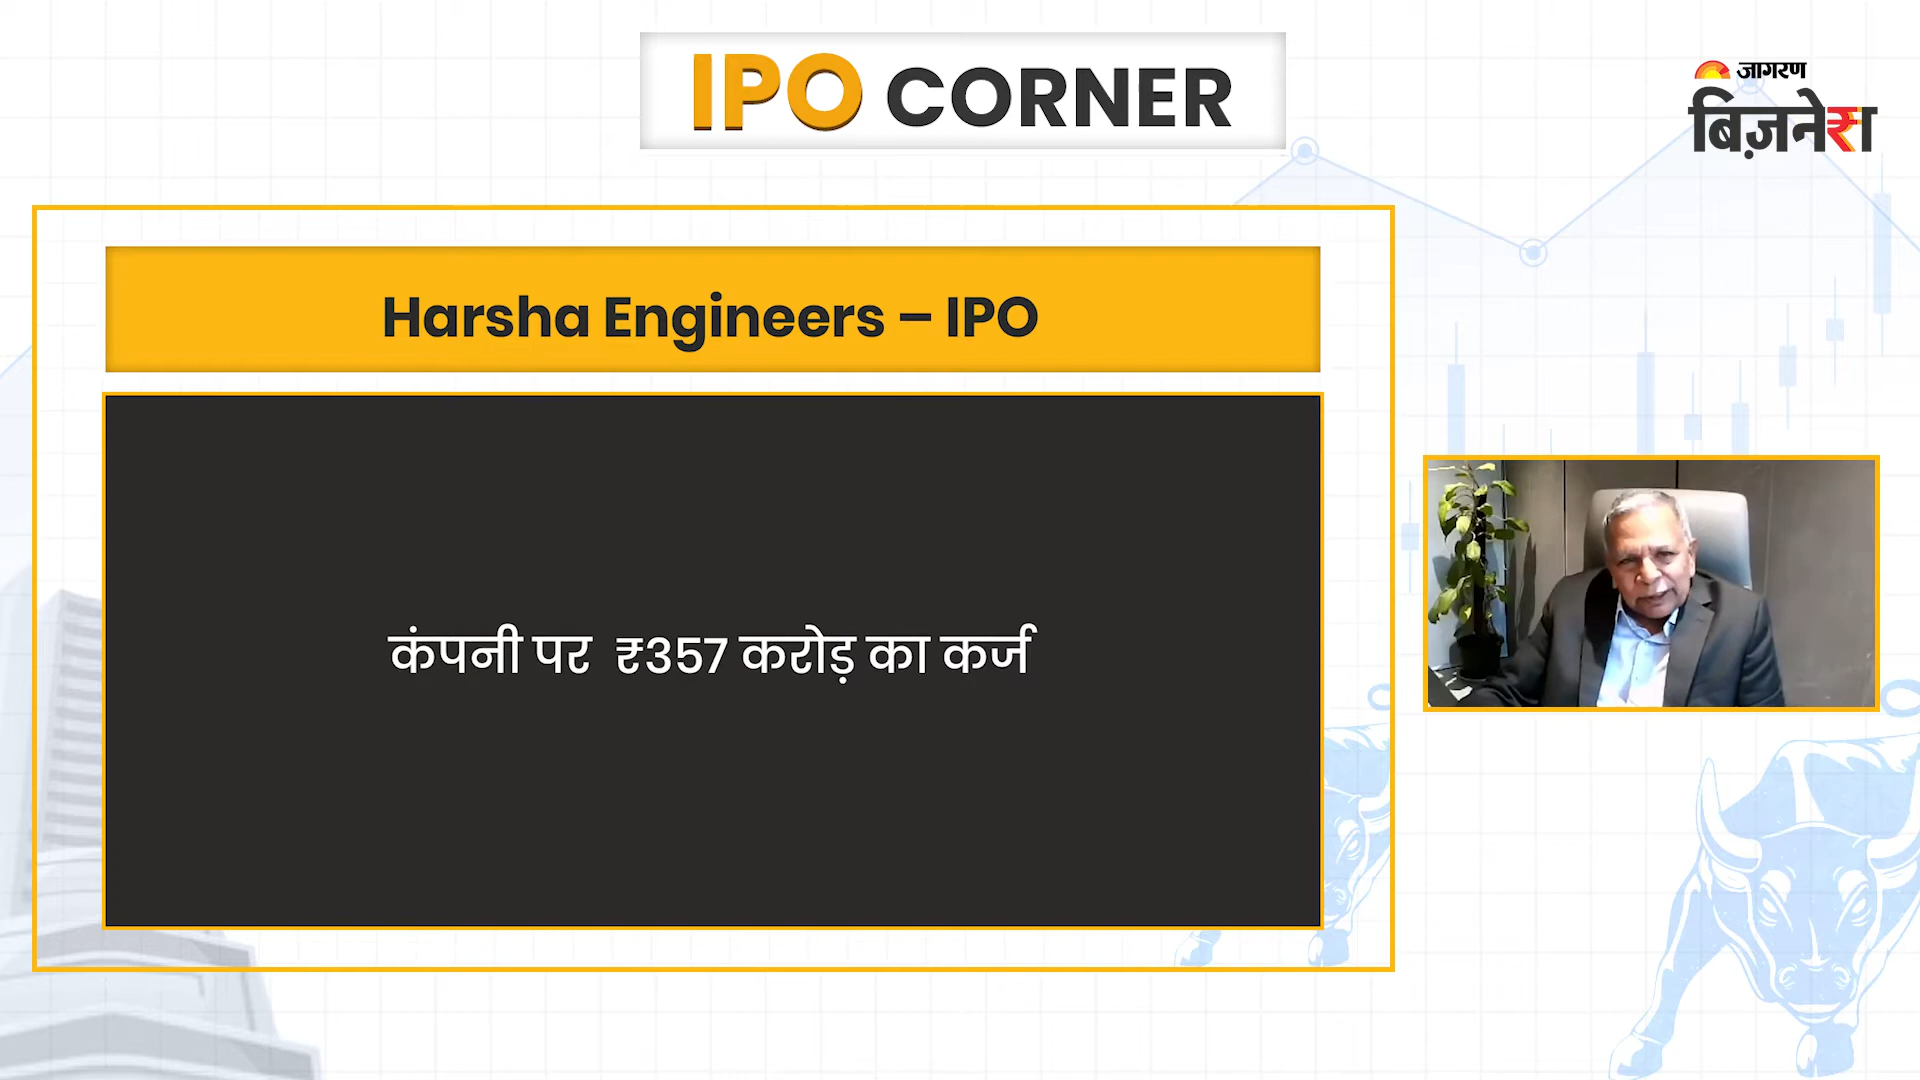 IPO CORNER
जागरण
बिज़नेस
Harsha Engineers – IPO
कंपनी पर ₹357 करोड़ का कर्ज